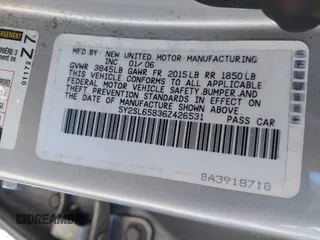 MFD BY NEW UNITED MOTOR MANUFACTURING
INC 01/06
GVWR 3845LB GAWR FR 2015LB RR 1850LB
THIS VEHICLE CONFORMS TO ALL APPLICABLE
FEDERAL MOTOR VEHICLE SAFETY, BUMPER AND
THEFT PREVENTION STANDARDS IN EFFECT ON
THE DATE OF MANUFACTURE SHOWN ABOVE.
5Y2SL65836Z426531 PASS CAR
BA3918716
01172